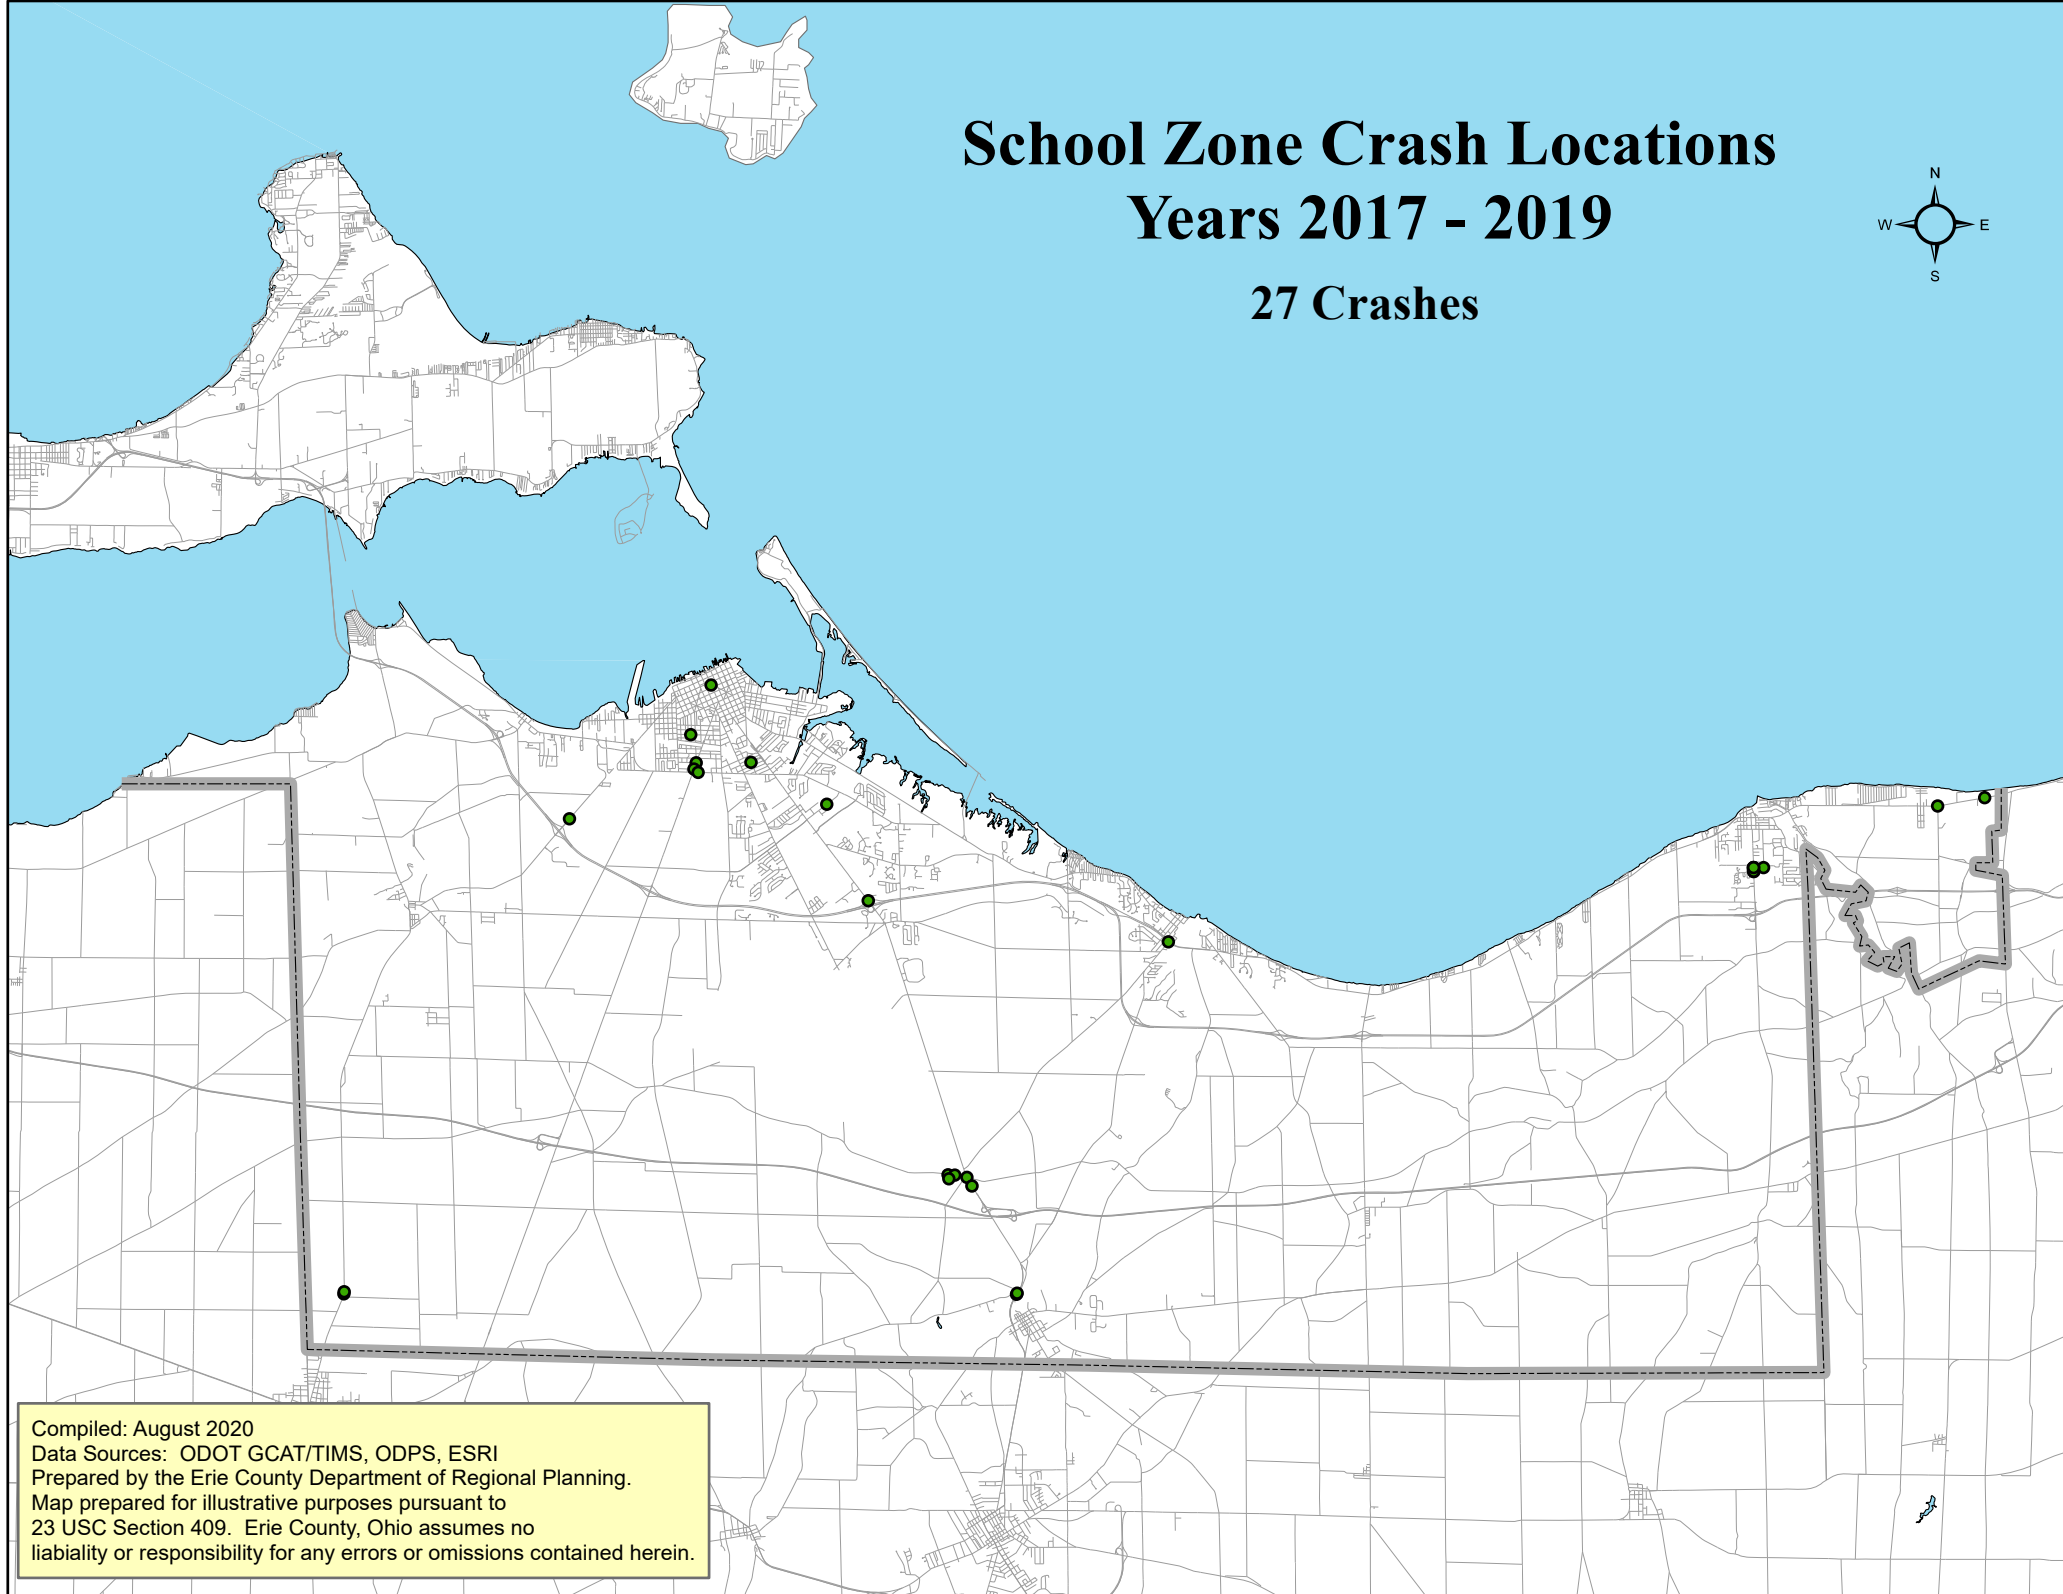 School Zone Crash Locations
Years 2017 - 2019
27 Crashes
N
W E
S
Compiled: August 2020
Data Sources:  ODOT GCAT/TIMS, ODPS, ESRI
Prepared by the Erie County Department of Regional Planning.
Map prepared for illustrative purposes pursuant to
23 USC Section 409.  Erie County, Ohio assumes no
liabiality or responsibility for any errors or omissions contained herein.